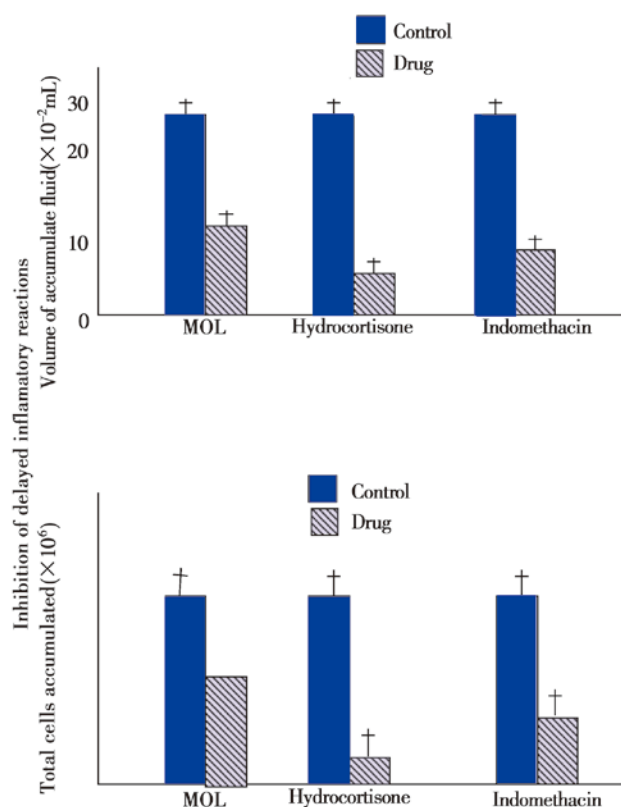 Control
Drug
Inhibition of delayed inflamatory reactions
Volume of accumulate fluid(×10⁻²mL)
30
20
10
0
MOL Hydrocortisone Indomethacin
Control
Drug
Total cells accumulated(×10⁶)
MOL Hydrocortisone Indomethacin